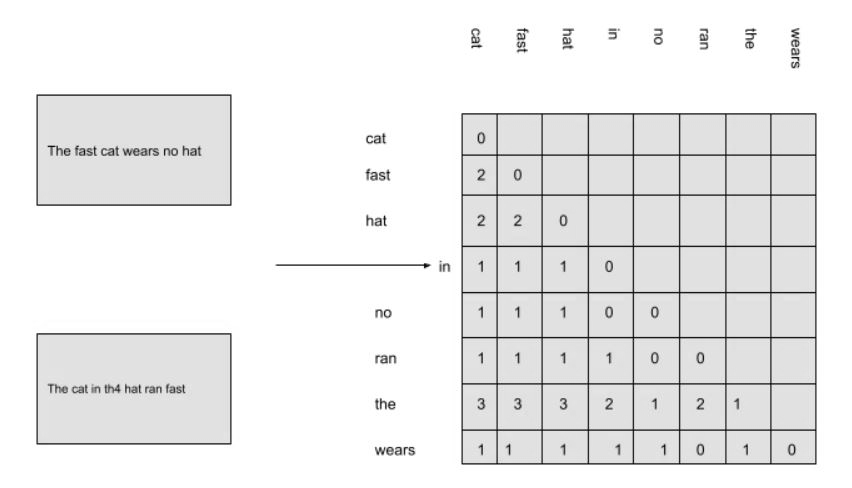 cat fast hat in no ran the wears
The fast cat wears no hat
cat 0
fast 2 0
hat 2 2 0
in 1 1 1 0
no 1 1 1 0 0
ran 1 1 1 1 0 0
The cat in th4 hat ran fast
the 3 3 3 2 1 2 1
wears 1 1 1 1 1 0 1 0